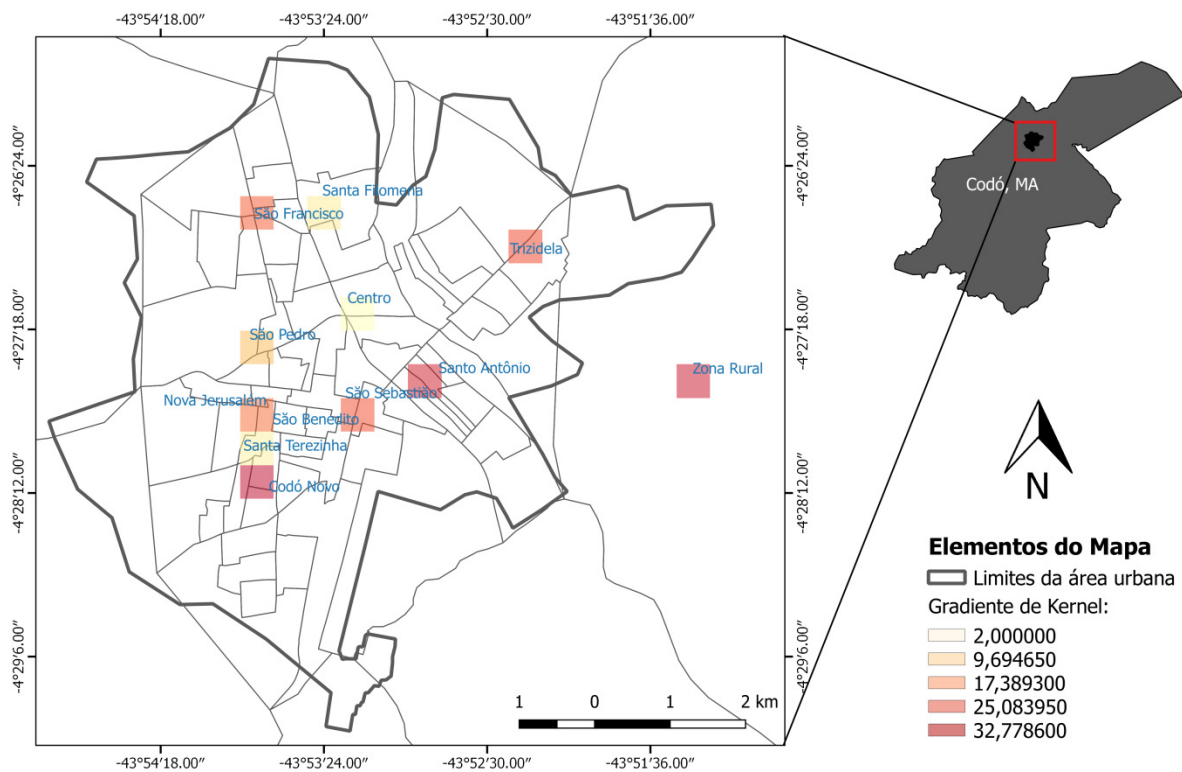 -43°54′18.00″ -43°53′24.00″ -43°52′30.00″ -43°51′36.00″
-4°26′24.00″
-4°27′18.00″
-4°28′12.00″
-4°29′6.00″
Santa Filomena
São Francisco
Trizidela
Centro
São Pedro
Santo Antônio
Zona Rural
São Sebastião
Nova Jerusalém
São Benedito
Santa Terezinha
Codó Novo
1 0 1 2 km
-4°26′24.00″
-4°27′18.00″
-4°28′12.00″
-4°29′6.00″
-43°54′18.00″ -43°53′24.00″ -43°52′30.00″ -43°51′36.00″
Codó, MA
N
Elementos do Mapa
Limites da área urbana
Gradiente de Kernel:
2,000000
9,694650
17,389300
25,083950
32,778600